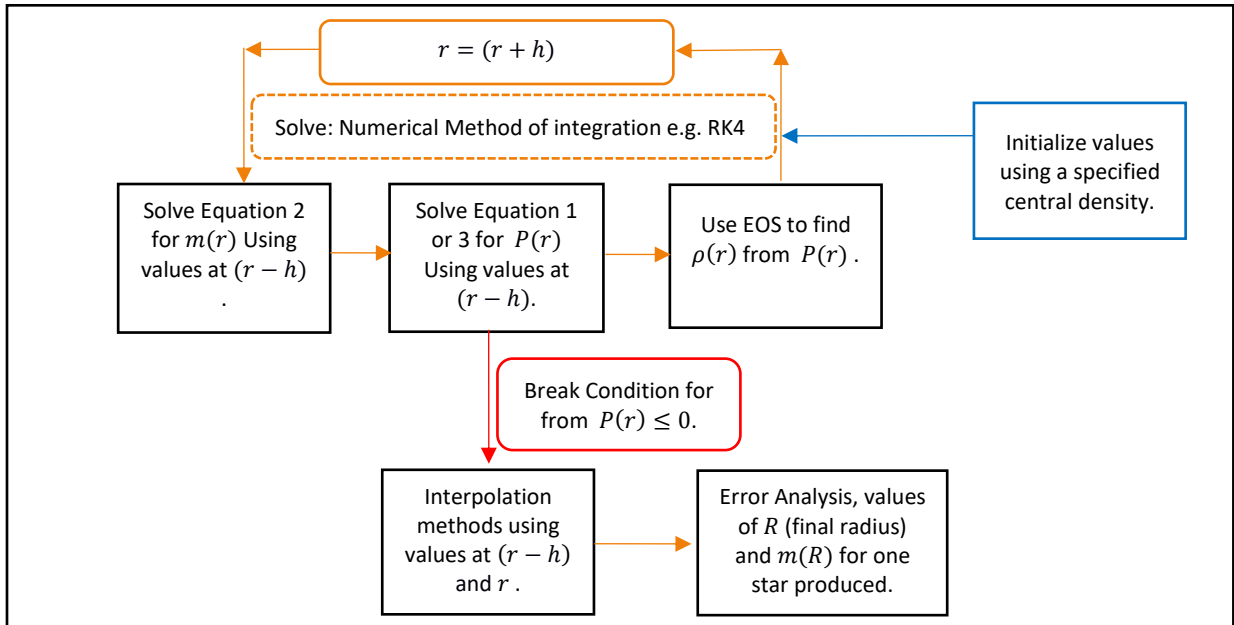 r = (r + h)
Solve: Numerical Method of integration e.g. RK4
Initialize values
using a specified
central density.
Solve Equation 2
for m(r) Using
values at (r − h)
.
Solve Equation 1
or 3 for P(r)
Using values at
(r − h).
Use EOS to find
ρ(r) from P(r) .
Break Condition for
from P(r) ≤ 0.
Interpolation
methods using
values at (r − h)
and r .
Error Analysis, values
of R (final radius)
and m(R) for one
star produced.